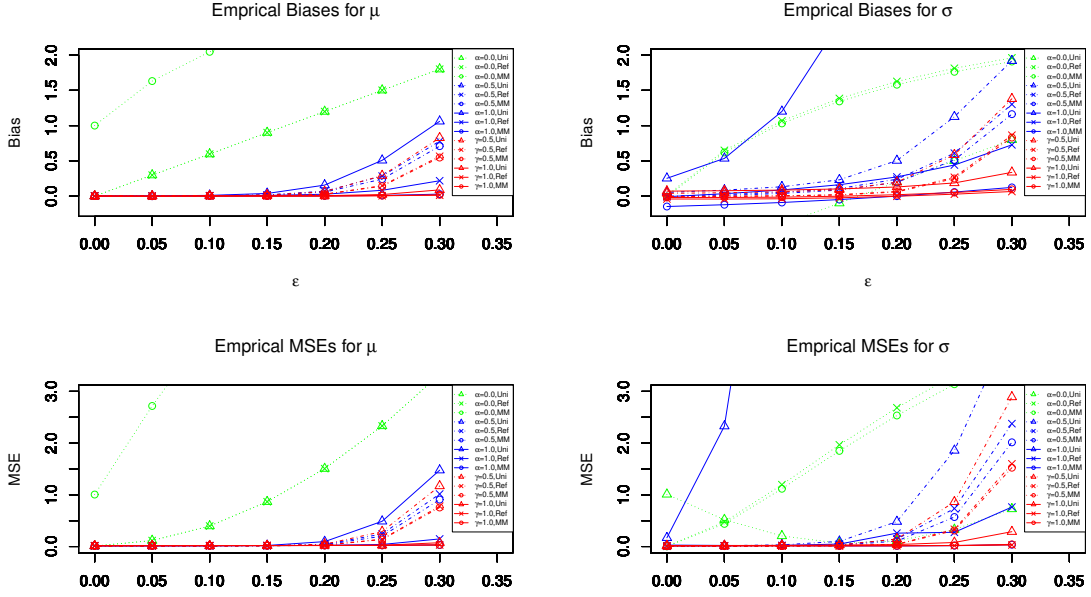 Emprical Biases for μ
Bias
0.0 0.5 1.0 1.5 2.0
0.00 0.05 0.10 0.15 0.20 0.25 0.30 0.35
ε
α=0.0,Uni
α=0.0,Ref
α=0.0,MM
α=0.5,Uni
α=0.5,Ref
α=0.5,MM
α=1.0,Uni
α=1.0,Ref
α=1.0,MM
γ=0.5,Uni
γ=0.5,Ref
γ=0.5,MM
γ=1.0,Uni
γ=1.0,Ref
γ=1.0,MM
Emprical Biases for σ
Bias
0.0 0.5 1.0 1.5 2.0
0.00 0.05 0.10 0.15 0.20 0.25 0.30 0.35
ε
α=0.0,Uni
α=0.0,Ref
α=0.0,MM
α=0.5,Uni
α=0.5,Ref
α=0.5,MM
α=1.0,Uni
α=1.0,Ref
α=1.0,MM
γ=0.5,Uni
γ=0.5,Ref
γ=0.5,MM
γ=1.0,Uni
γ=1.0,Ref
γ=1.0,MM
Emprical MSEs for μ
MSE
0.0 1.0 2.0 3.0
0.00 0.05 0.10 0.15 0.20 0.25 0.30 0.35
α=0.0,Uni
α=0.0,Ref
α=0.0,MM
α=0.5,Uni
α=0.5,Ref
α=0.5,MM
α=1.0,Uni
α=1.0,Ref
α=1.0,MM
γ=0.5,Uni
γ=0.5,Ref
γ=0.5,MM
γ=1.0,Uni
γ=1.0,Ref
γ=1.0,MM
Emprical MSEs for σ
MSE
0.0 1.0 2.0 3.0
0.00 0.05 0.10 0.15 0.20 0.25 0.30 0.35
α=0.0,Uni
α=0.0,Ref
α=0.0,MM
α=0.5,Uni
α=0.5,Ref
α=0.5,MM
α=1.0,Uni
α=1.0,Ref
α=1.0,MM
γ=0.5,Uni
γ=0.5,Ref
γ=0.5,MM
γ=1.0,Uni
γ=1.0,Ref
γ=1.0,MM